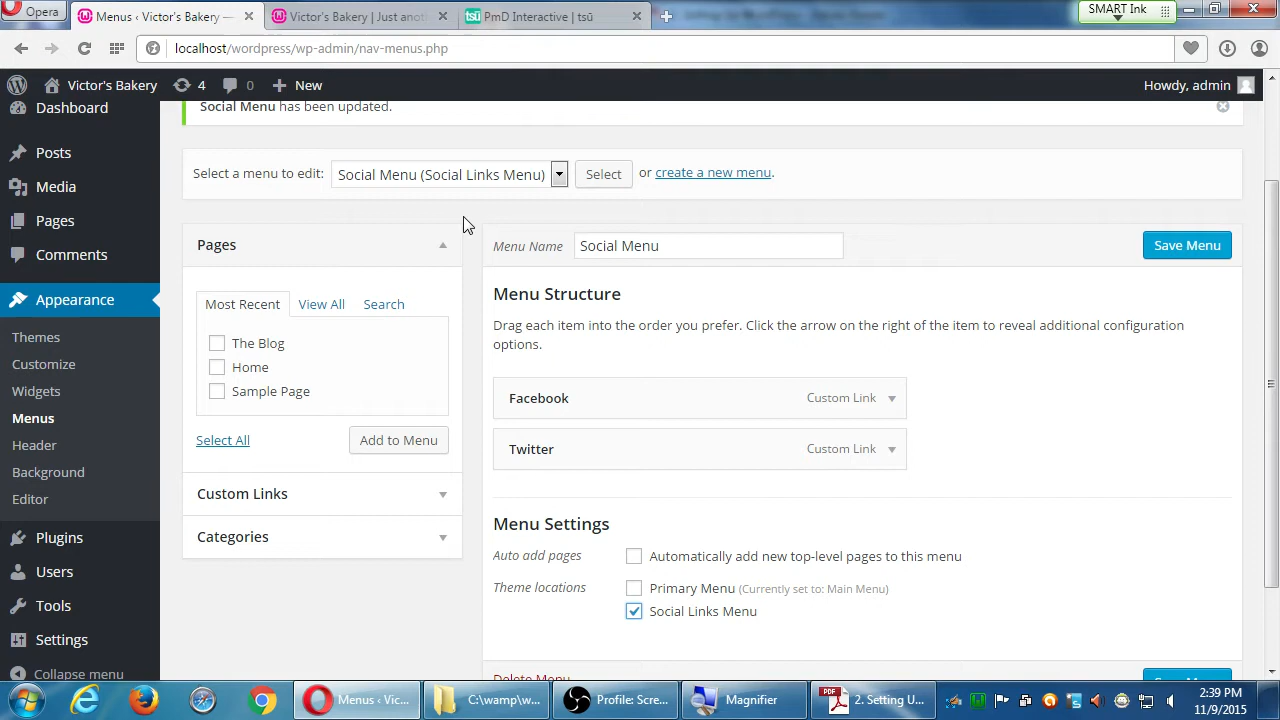 Opera
Menus ‹ Victor's Bakery —
Victor's Bakery | Just anot
PmD Interactive | tsū
SMART Ink
localhost/wordpress/wp-admin/nav-menus.php
Victor's Bakery
4
0
New
Howdy, admin
Dashboard
Posts
Media
Pages
Comments
Appearance
Themes
Customize
Widgets
Menus
Header
Background
Editor
Plugins
Users
Tools
Settings
Collapse menu
Social Menu has been updated.
Select a menu to edit:
Social Menu (Social Links Menu)
Select
or create a new menu.
Pages
Most Recent
View All
Search
The Blog
Home
Sample Page
Select All
Add to Menu
Custom Links
Categories
Menu Name
Social Menu
Save Menu
Menu Structure
Drag each item into the order you prefer. Click the arrow on the right of the item to reveal additional configuration
options.
Facebook
Custom Link
Twitter
Custom Link
Menu Settings
Auto add pages
Automatically add new top-level pages to this menu
Theme locations
Primary Menu (Currently set to: Main Menu)
Social Links Menu
Delete Menu
Save Menu
Menus ‹ Vic...
C:\wamp\w...
Profile: Scre...
Magnifier
PDF
2. Setting U...
2:39 PM
11/9/2015